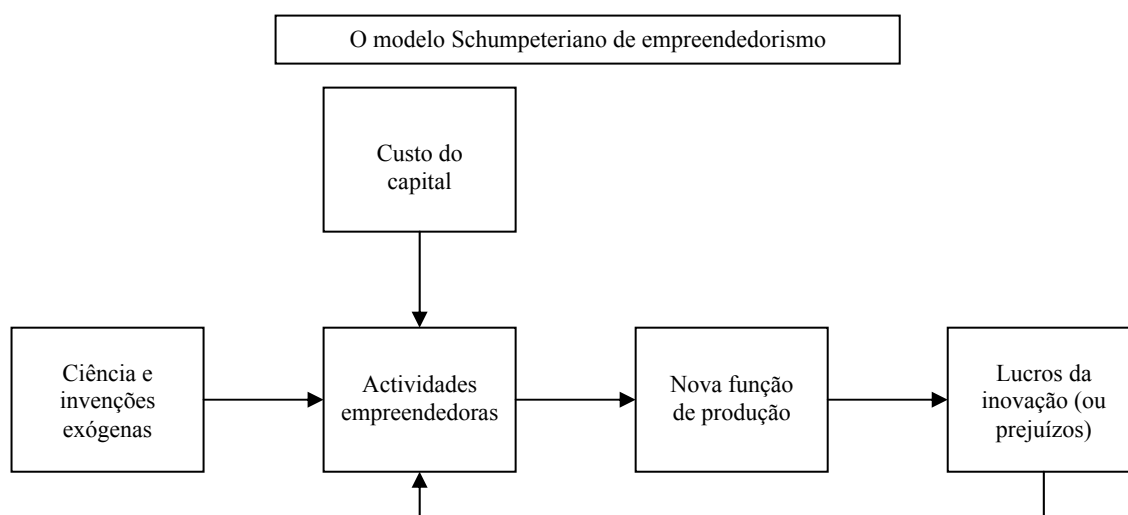 O modelo Schumpeteriano de empreendedorismo
Custo do
capital
Ciência e
invenções
exógenas
Actividades
empreendedoras
Nova função
de produção
Lucros da
inovação (ou
prejuízos)